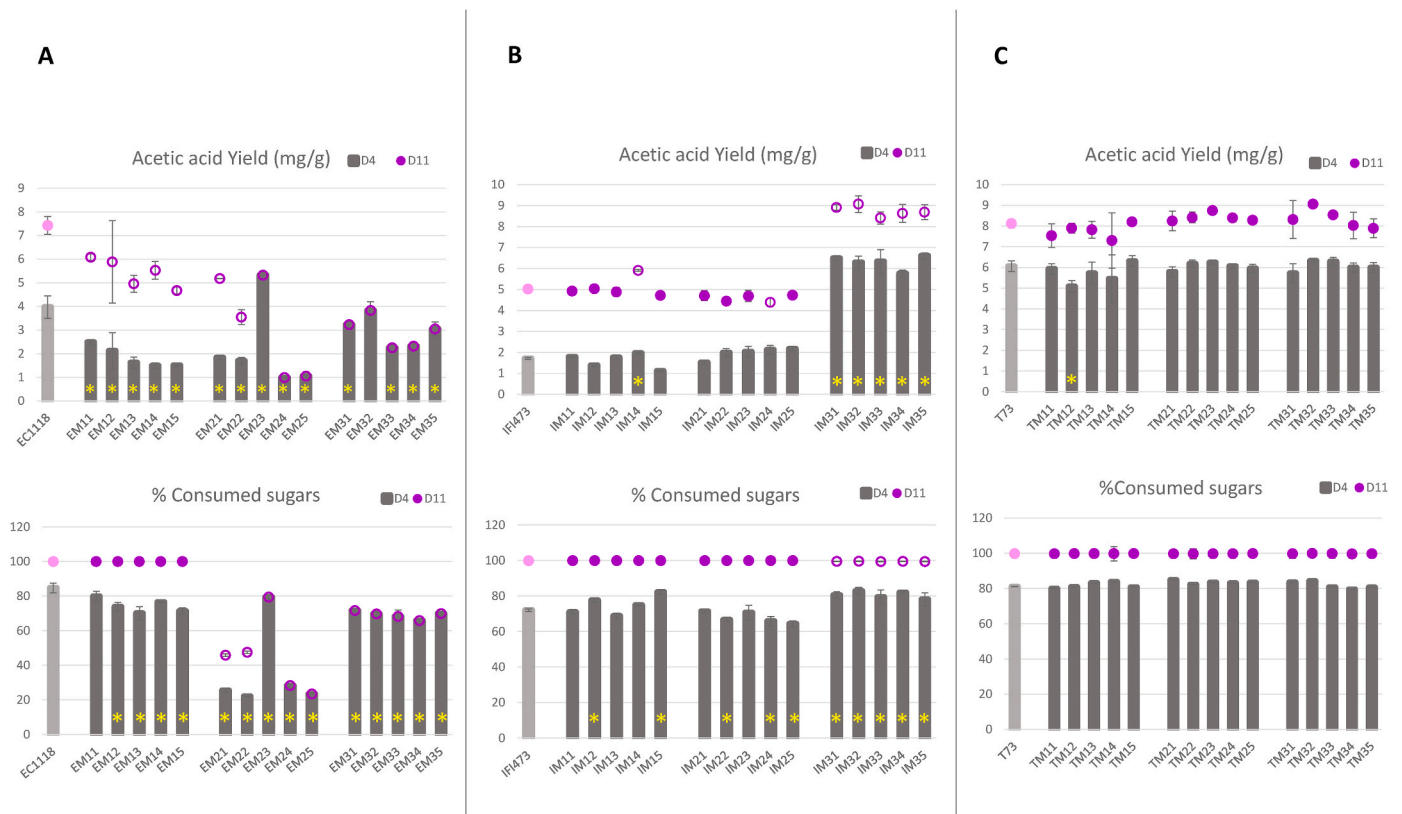 A
Acetic acid Yield (mg/g) D4 D11
9
8
7
6
5
4
3
2
1
0
* * * * * * * * * * * * * * *
EC1118 EM11 EM12 EM13 EM14 EM15 EM21 EM22 EM23 EM24 EM25 EM31 EM32 EM33 EM34 EM35
% Consumed sugars D4 D11
120
100
80
60
40
20
0
* * * * * * * * * * * * * *
EC1118 EM11 EM12 EM13 EM14 EM15 EM21 EM22 EM23 EM24 EM25 EM31 EM32 EM33 EM34 EM35
B
Acetic acid Yield (mg/g) D4 D11
10
9
8
7
6
5
4
3
2
1
0
* * * * * *
IFI473 IM11 IM12 IM13 IM14 IM15 IM21 IM22 IM23 IM24 IM25 IM31 IM32 IM33 IM34 IM35
% Consumed sugars D4 D11
120
100
80
60
40
20
0
* * * * * * * * * *
IFI473 IM11 IM12 IM13 IM14 IM15 IM21 IM22 IM23 IM24 IM25 IM31 IM32 IM33 IM34 IM35
C
Acetic acid Yield (mg/g) D4 D11
10
9
8
7
6
5
4
3
2
1
0
*
T73 TM11 TM12 TM13 TM14 TM15 TM21 TM22 TM23 TM24 TM25 TM31 TM32 TM33 TM34 TM35
%Consumed sugars D4 D11
120
100
80
60
40
20
0
T73 TM11 TM12 TM13 TM14 TM15 TM21 TM22 TM23 TM24 TM25 TM31 TM32 TM33 TM34 TM35